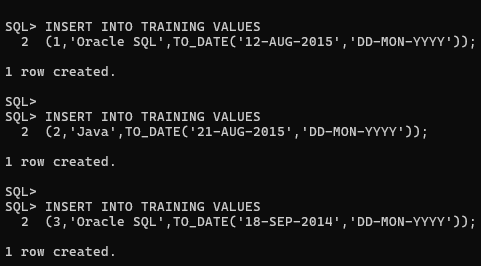 SQL> INSERT INTO TRAINING VALUES
  2  (1,'Oracle SQL',TO_DATE('12-AUG-2015','DD-MON-YYYY'));
1 row created.
SQL>
SQL> INSERT INTO TRAINING VALUES
  2  (2,'Java',TO_DATE('21-AUG-2015','DD-MON-YYYY'));
1 row created.
SQL>
SQL> INSERT INTO TRAINING VALUES
  2  (3,'Oracle SQL',TO_DATE('18-SEP-2014','DD-MON-YYYY'));
1 row created.